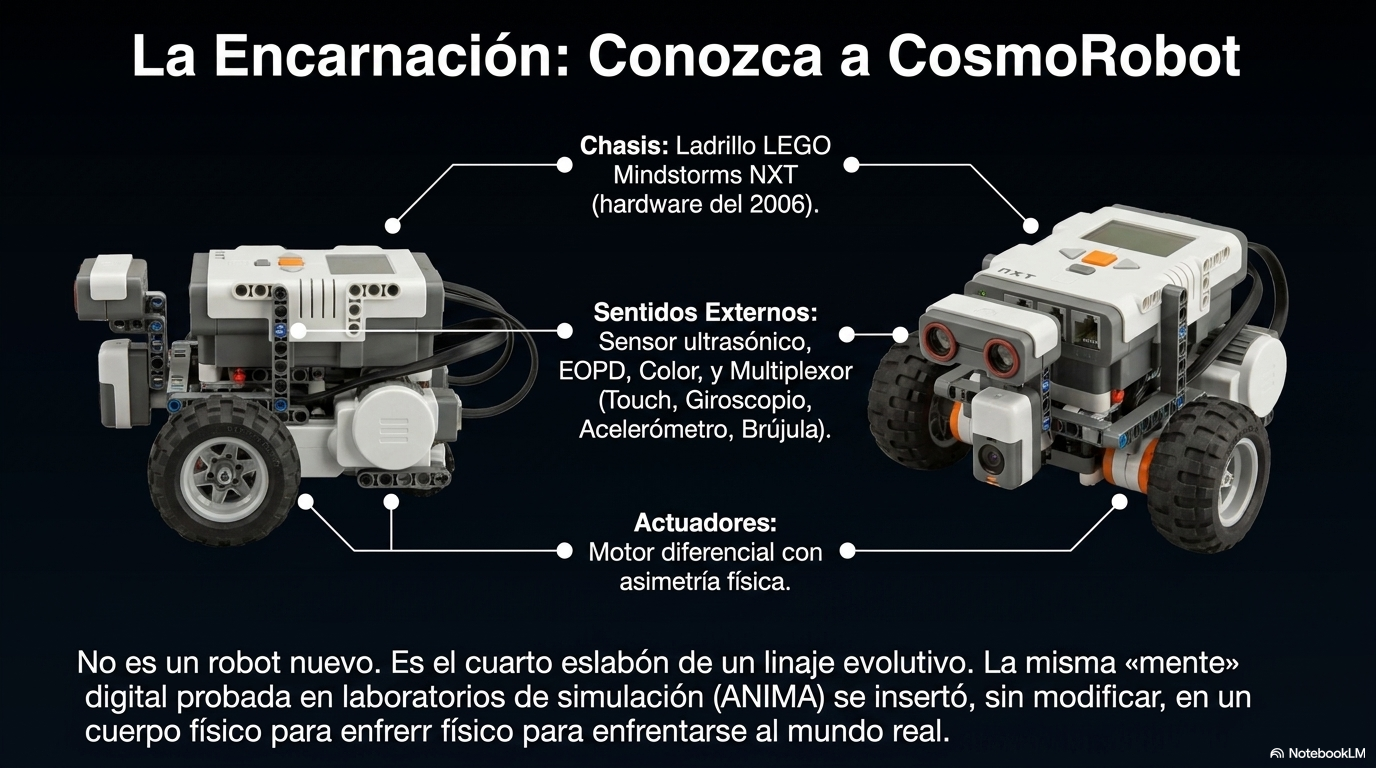 La Encarnación: Conozca a CosmoRobot
Chasis: Ladrillo LEGO
Mindstorms NXT
(hardware del 2006).
Sentidos Externos:
Sensor ultrasónico,
EOPD, Color, y Multiplexor
(Touch, Giroscopio,
Acelerómetro, Brújula).
Actuadores:
Motor diferencial con
asimetría física.
NXT
No es un robot nuevo. Es el cuarto eslabón de un linaje evolutivo. La misma «mente»
digital probada en laboratorios de simulación (ANIMA) se insertó, sin modificar, en un
cuerpo físico para enfrerr físico para enfrentarse al mundo real.
NotebookLM